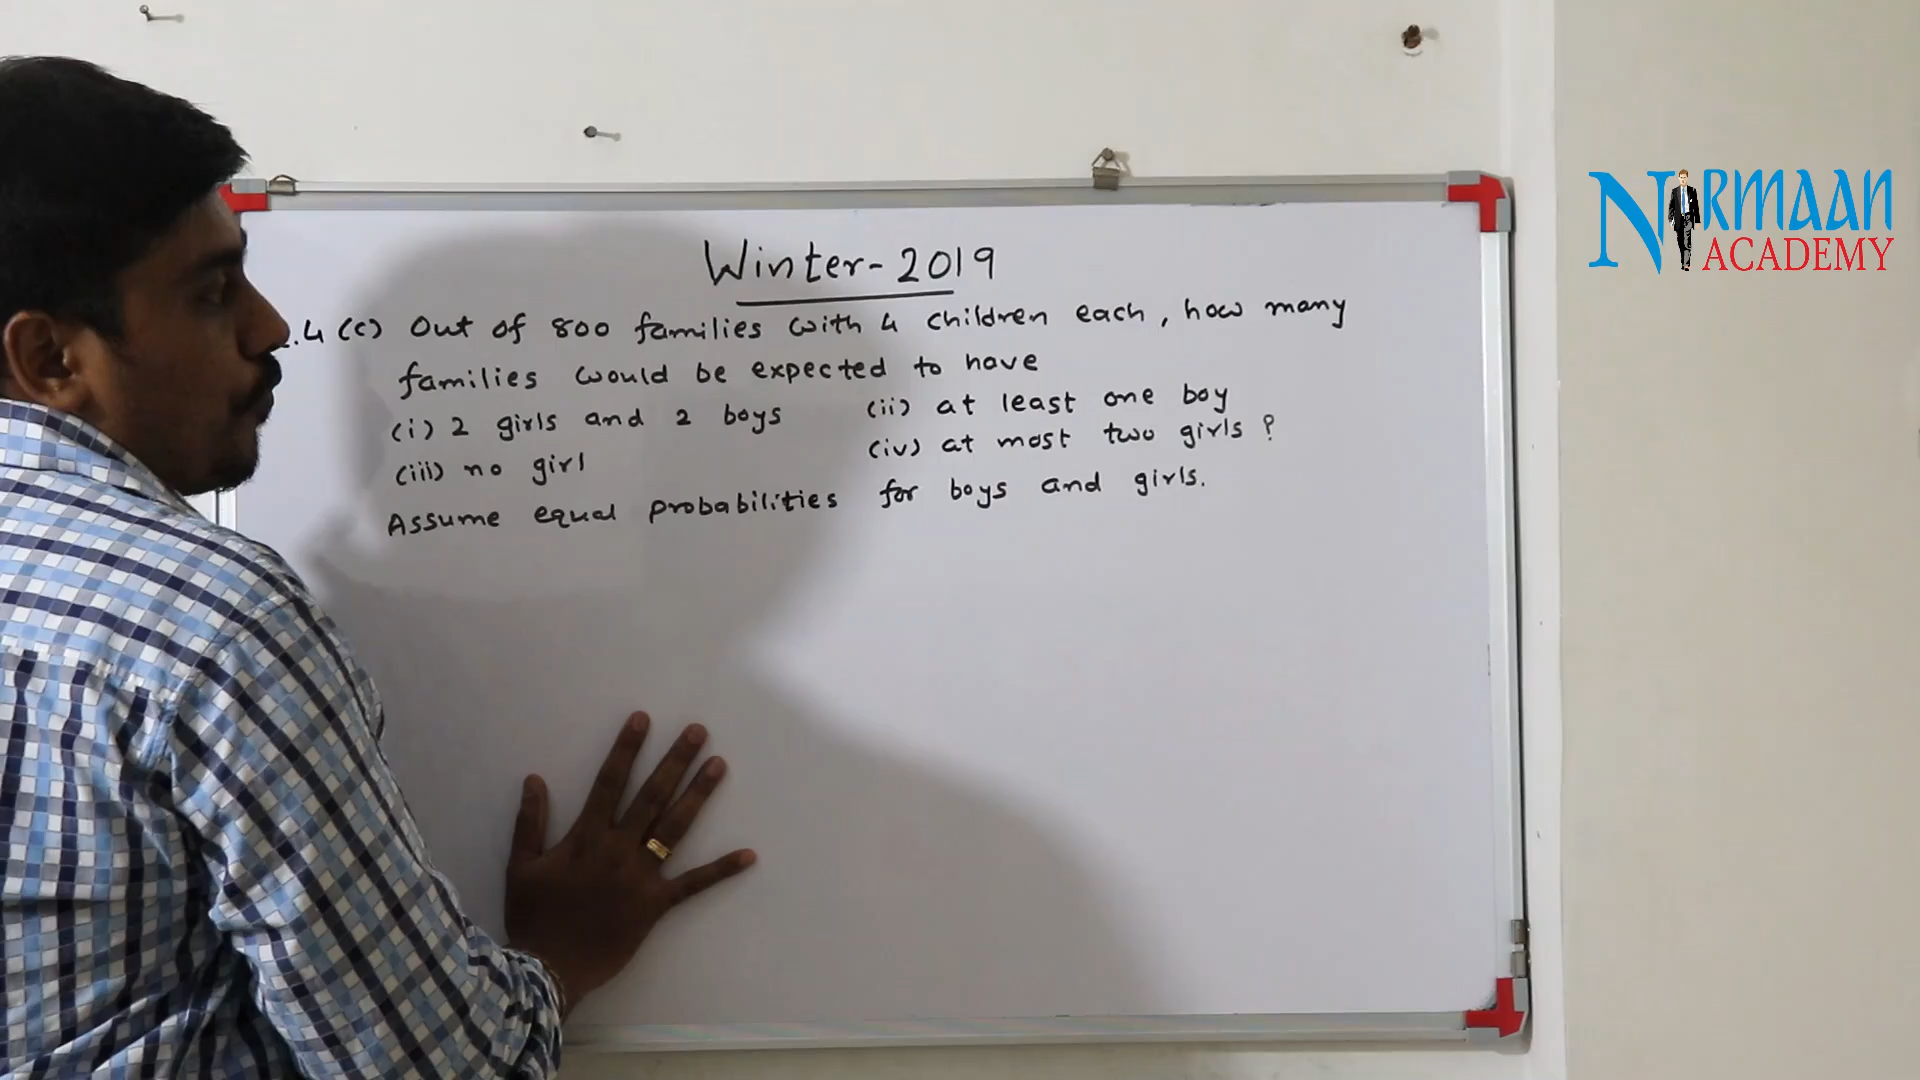 Winter-2019
.4 (c) Out of 800 families with 4 children each, how many
families would be expected to have
(i) 2 girls and 2 boys (ii) at least one boy
(iii) no girl (iv) at most two girls ?
Assume equal probabilities for boys and girls.
NIRMAAN
ACADEMY